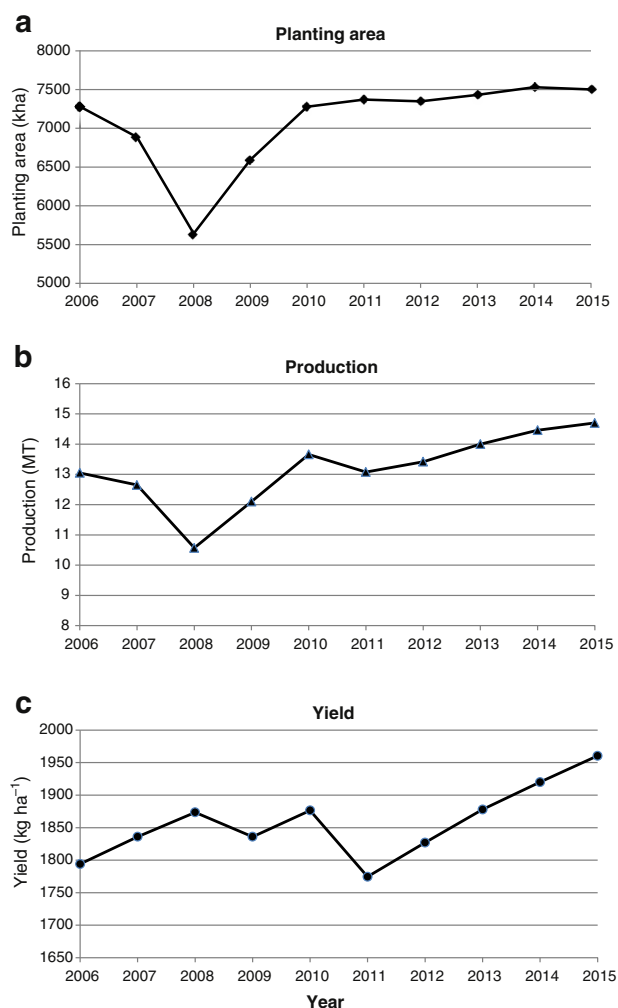 a
Planting area
8000
7500
7000
6500
6000
5500
5000
Planting area (kha)
2006 2007 2008 2009 2010 2011 2012 2013 2014 2015
b
Production
16
15
14
13
12
11
10
9
8
Production (MT)
2006 2007 2008 2009 2010 2011 2012 2013 2014 2015
c
Yield
2000
1950
1900
1850
1800
1750
1700
1650
Yield (kg ha⁻¹)
2006 2007 2008 2009 2010 2011 2012 2013 2014 2015
Year